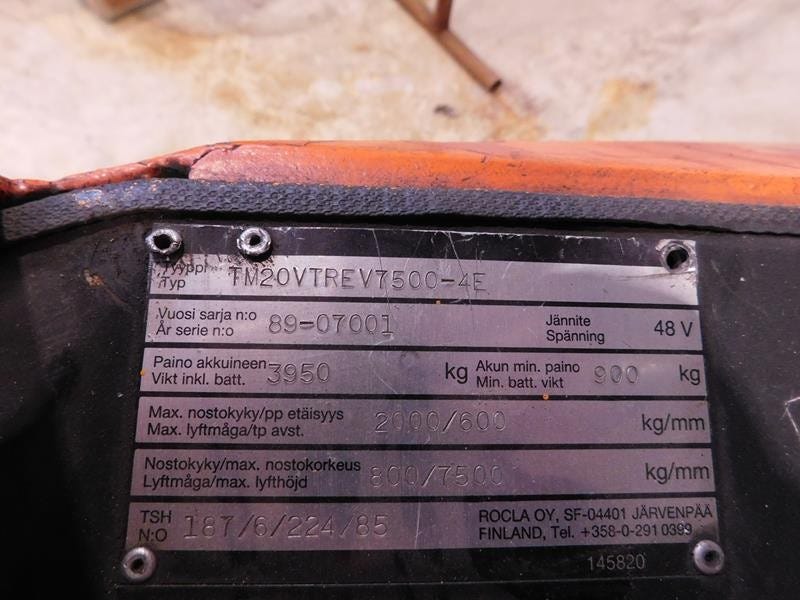 Tyyppi
Typ TM20VTREV7500-4E
Vuosi sarja n:o
År serie n:o 89-07001 Jännite
Spänning 48 V
Paino akkuineen
Vikt inkl. batt. 3950 kg Akun min. paino
Min. batt. vikt 900 kg
Max. nostokyky/pp etäisyys
Max. lyftmåga/tp avst. 2000/600 kg/mm
Nostokyky/max. nostokorkeus
Lyftmåga/max. lyfthöjd 800/7500 kg/mm
TSH
N:O 187/6/224/85 ROCLA OY, SF-04401 JÄRVENPÄÄ
FINLAND, Tel. +358-0-291 0399
145820